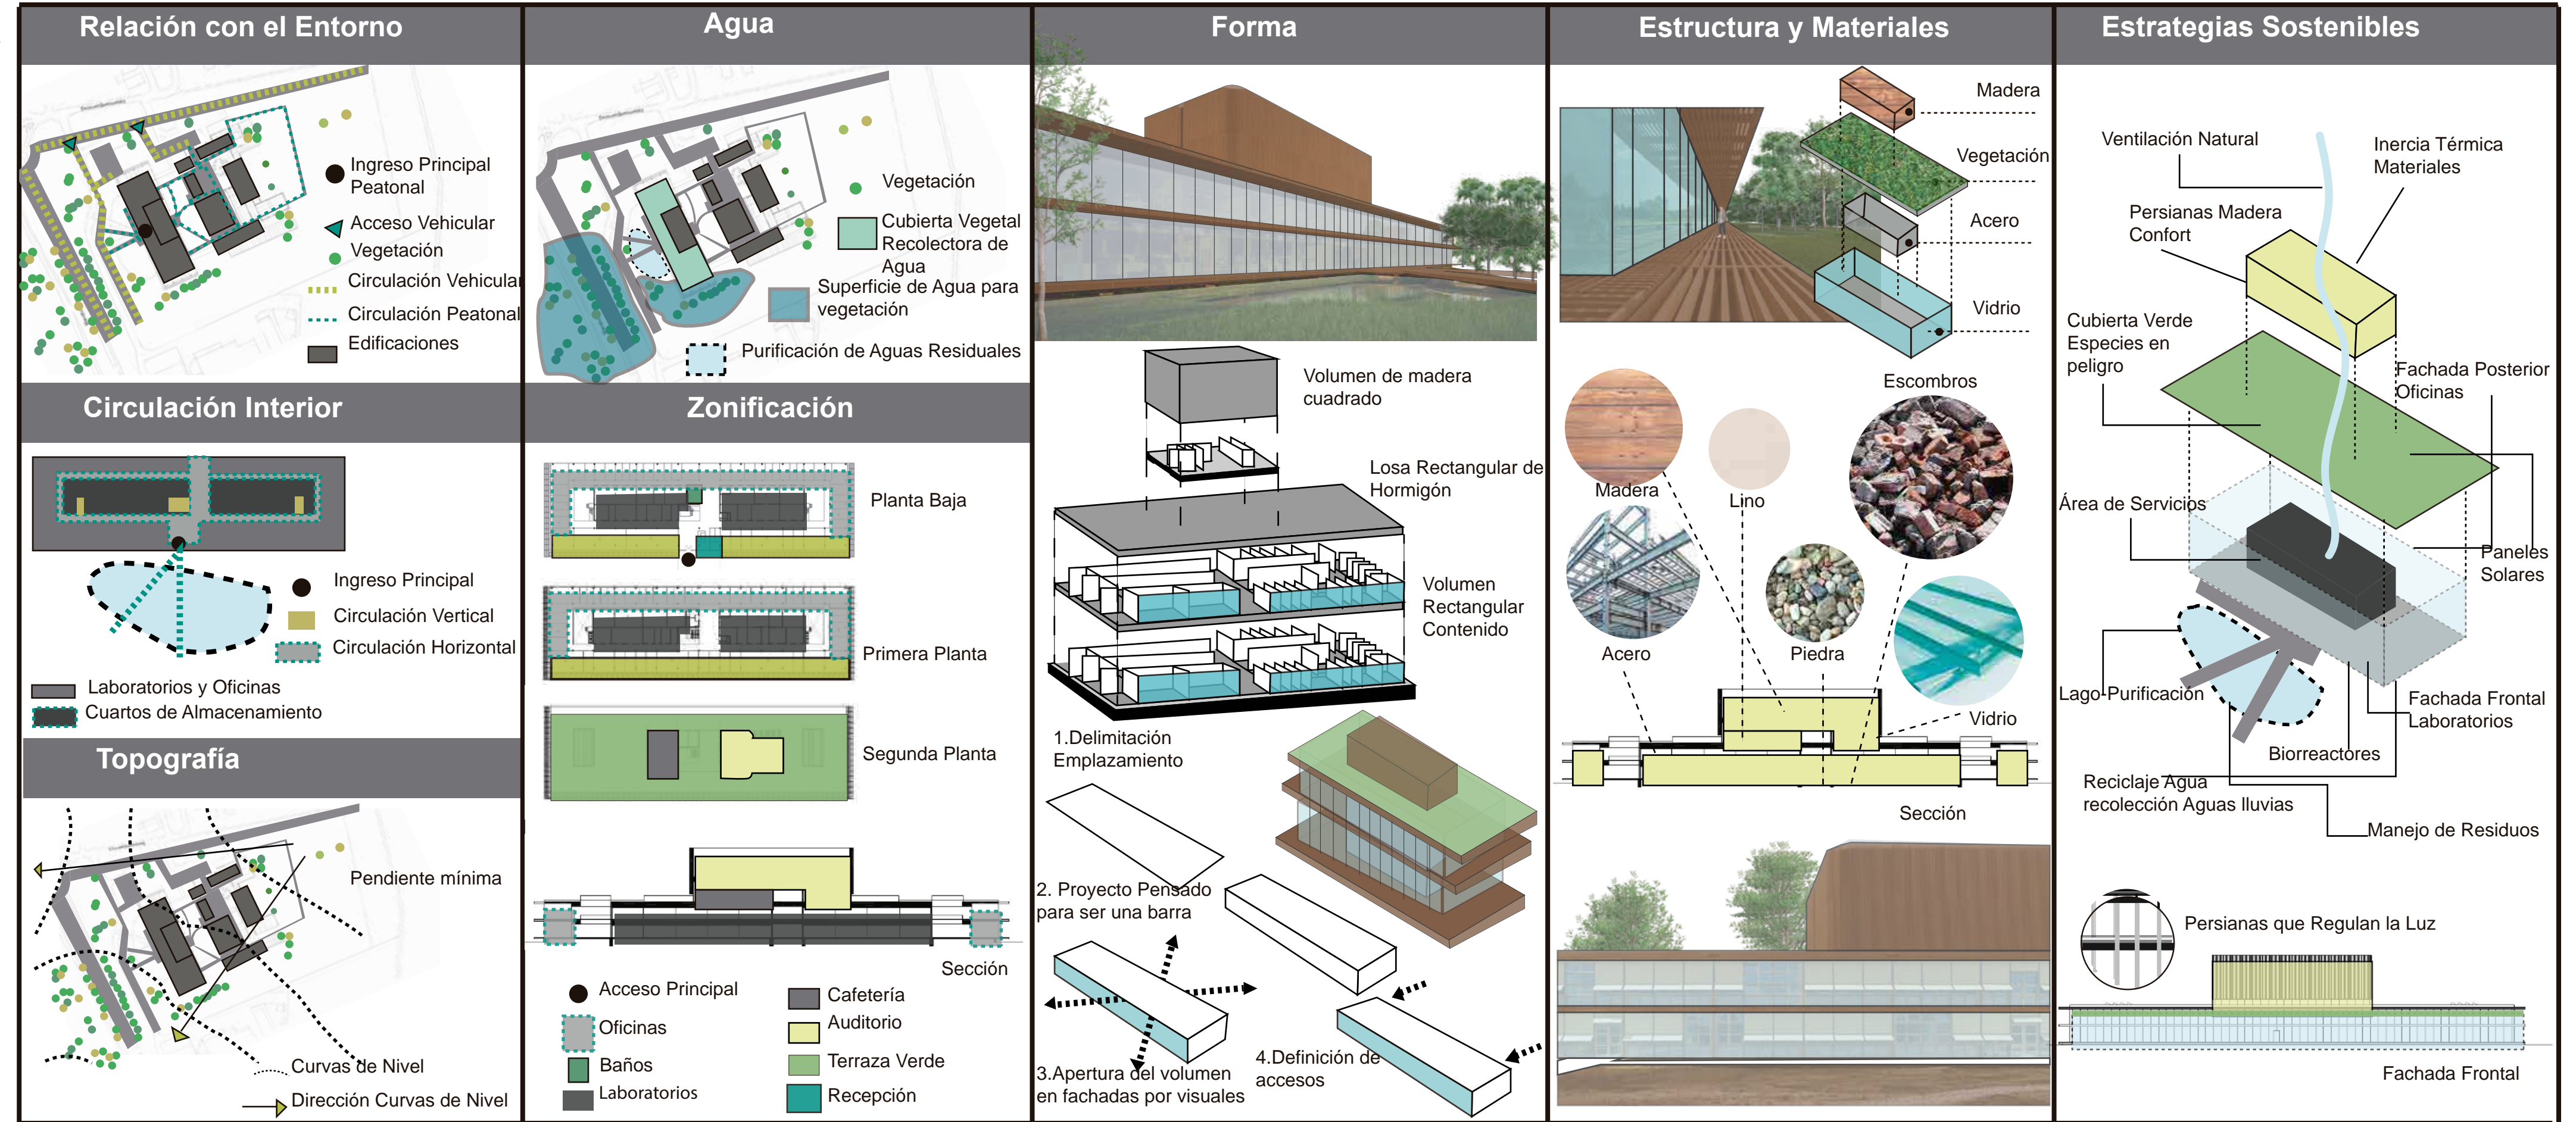 Relación con el Entorno
Ingreso Principal
Peatonal
Acceso Vehicular
Vegetación
Circulación Vehicular
Circulación Peatonal
Edificaciones
Circulación Interior
Ingreso Principal
Circulación Vertical
Circulación Horizontal
Laboratorios y Oficinas
Cuartos de Almacenamiento
Topografía
Pendiente mínima
Curvas de Nivel
Dirección Curvas de Nivel
Agua
Vegetación
Cubierta Vegetal
Recolectora de
Agua
Superficie de Agua para
vegetación
Purificación de Aguas Residuales
Zonificación
Planta Baja
Primera Planta
Segunda Planta
Sección
Acceso Principal
Oficinas
Baños
Laboratorios
Cafetería
Auditorio
Terraza Verde
Recepción
Forma
Volumen de madera
cuadrado
Losa Rectangular de
Hormigón
Volumen
Rectangular
Contenido
1.Delimitación
Emplazamiento
2. Proyecto Pensado
para ser una barra
3.Apertura del volumen
en fachadas por visuales
4.Definición de
accesos
Estructura y Materiales
Madera
Vegetación
Acero
Vidrio
Escombros
Madera
Lino
Acero
Piedra
Vidrio
Sección
Estrategias Sostenibles
Ventilación Natural
Inercia Térmica
Materiales
Persianas Madera
Confort
Cubierta Verde
Especies en
peligro
Fachada Posterior
Oficinas
Área de Servicios
Paneles
Solares
Lago Purificación
Fachada Frontal
Laboratorios
Biorreactores
Reciclaje Agua
recolección Aguas lluvias
Manejo de Residuos
Persianas que Regulan la Luz
Fachada Frontal